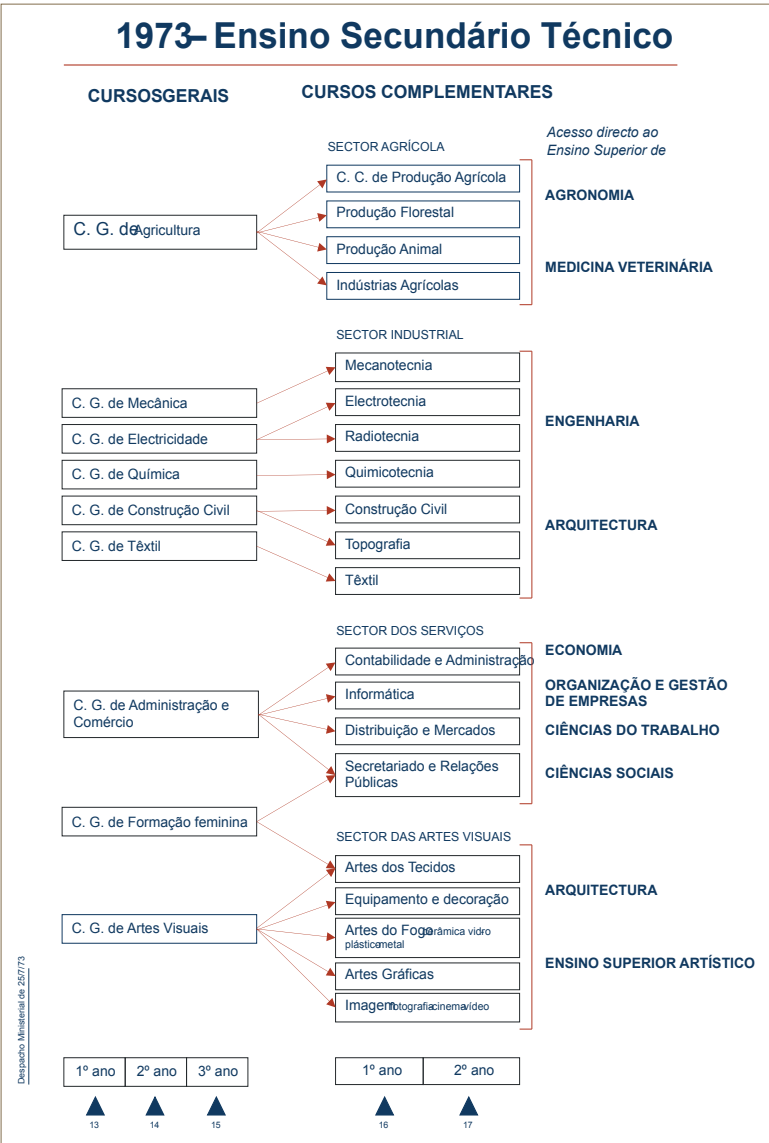 1973– Ensino Secundário Técnico
CURSOSGERAIS
CURSOS COMPLEMENTARES
Acesso directo ao
Ensino Superior de
SECTOR AGRÍCOLA
C. G. de Agricultura
C. C. de Produção Agrícola
Produção Florestal
Produção Animal
Indústrias Agrícolas
AGRONOMIA
MEDICINA VETERINÁRIA
SECTOR INDUSTRIAL
C. G. de Mecânica
C. G. de Electricidade
C. G. de Química
C. G. de Construção Civil
C. G. de Têxtil
Mecanotecnia
Electrotecnia
Radiotecnia
Quimicotecnia
Construção Civil
Topografia
Têxtil
ENGENHARIA
ARQUITECTURA
SECTOR DOS SERVIÇOS
C. G. de Administração e
Comércio
C. G. de Formação feminina
Contabilidade e Administração
Informática
Distribuição e Mercados
Secretariado e Relações
Públicas
ECONOMIA
ORGANIZAÇÃO E GESTÃO
DE EMPRESAS
CIÊNCIAS DO TRABALHO
CIÊNCIAS SOCIAIS
SECTOR DAS ARTES VISUAIS
C. G. de Artes Visuais
Artes dos Tecidos
Equipamento e decoração
Artes do Fogo cerâmica vidro-
plástico metal
Artes Gráficas
Imagem fotografia cinema vídeo
ARQUITECTURA
ENSINO SUPERIOR ARTÍSTICO
Despacho Ministerial de 25/7/73
1º ano 2º ano 3º ano
1º ano 2º ano
13 14 15
16 17